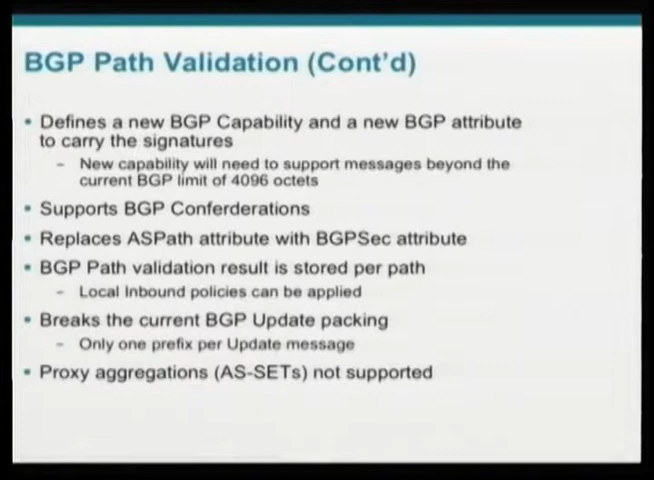 BGP Path Validation (Cont'd)
• Defines a new BGP Capability and a new BGP attribute
to carry the signatures
– New capability will need to support messages beyond the
current BGP limit of 4096 octets
• Supports BGP Conferderations
• Replaces ASPath attribute with BGPSec attribute
• BGP Path validation result is stored per path
– Local Inbound policies can be applied
• Breaks the current BGP Update packing
– Only one prefix per Update message
• Proxy aggregations (AS-SETs) not supported